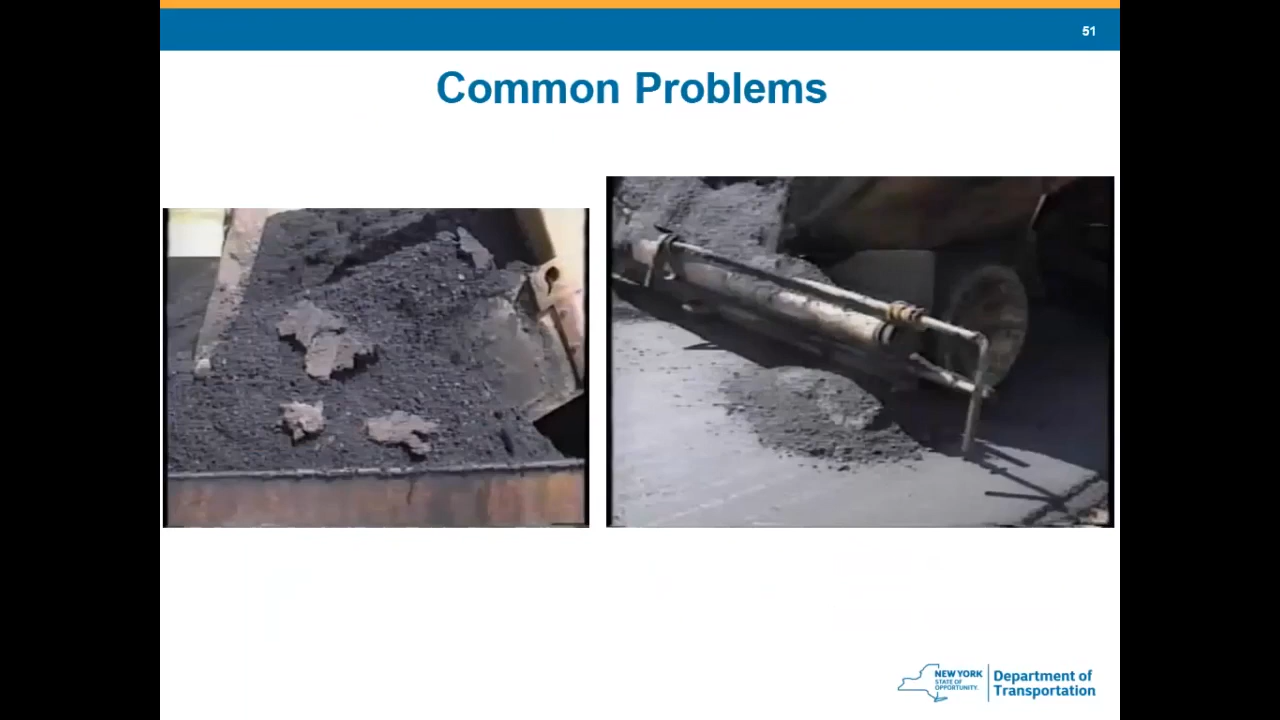 51
Common Problems
NEW YORK
STATE OF
OPPORTUNITY.
Department of
Transportation